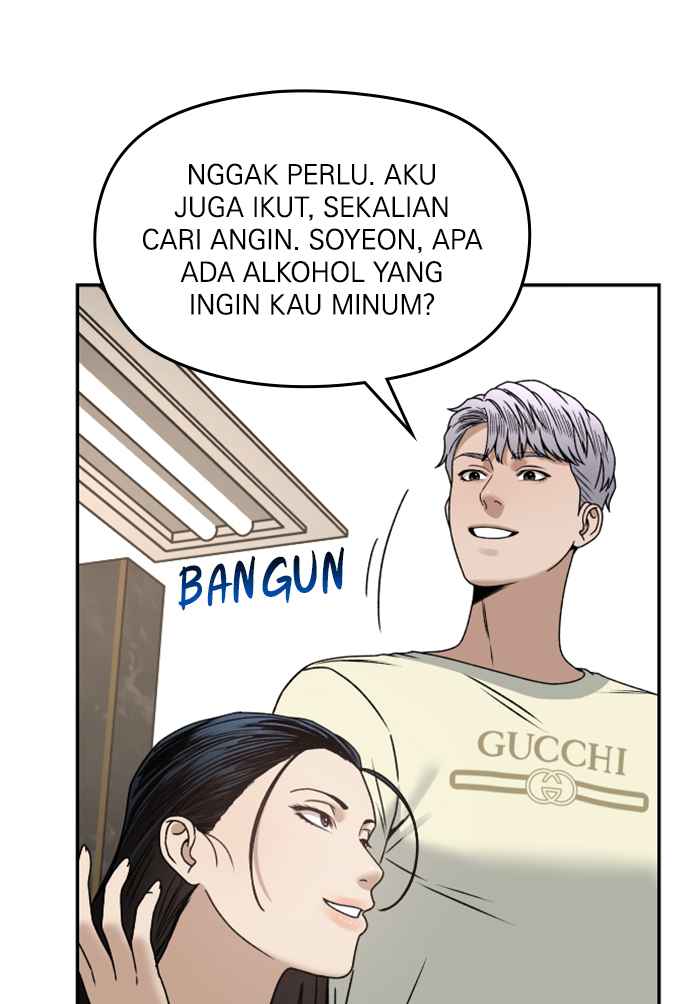 NGGAK PERLU. AKU
JUGA IKUT, SEKALIAN
CARI ANGIN. SOYEON, APA
ADA ALKOHOL YANG
INGIN KAU MINUM?
BANGUN
GUCCHI